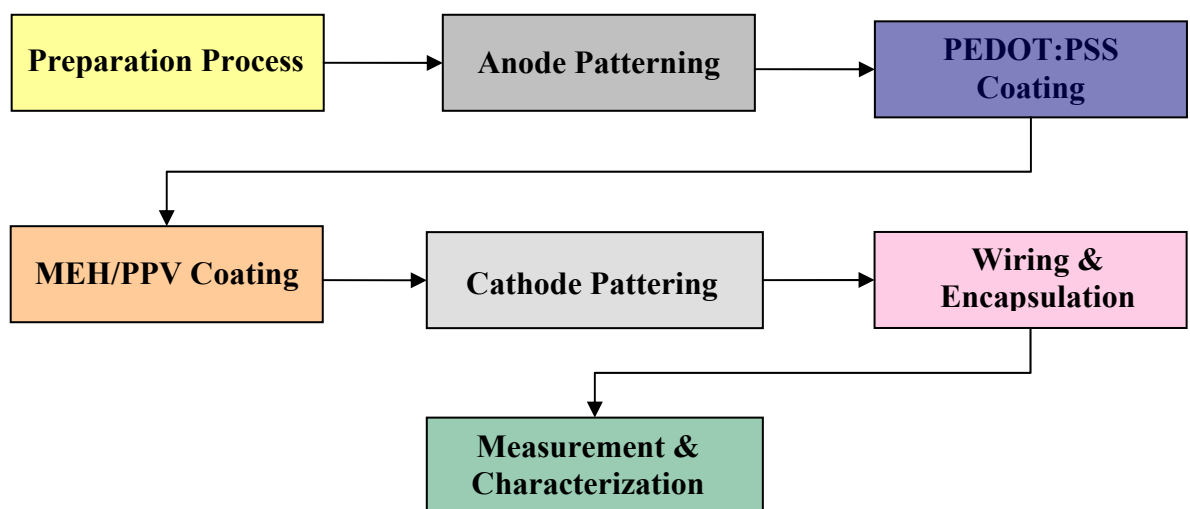 Preparation Process
Anode Patterning
PEDOT:PSS
Coating
MEH/PPV Coating
Cathode Pattering
Wiring &
Encapsulation
Measurement &
Characterization